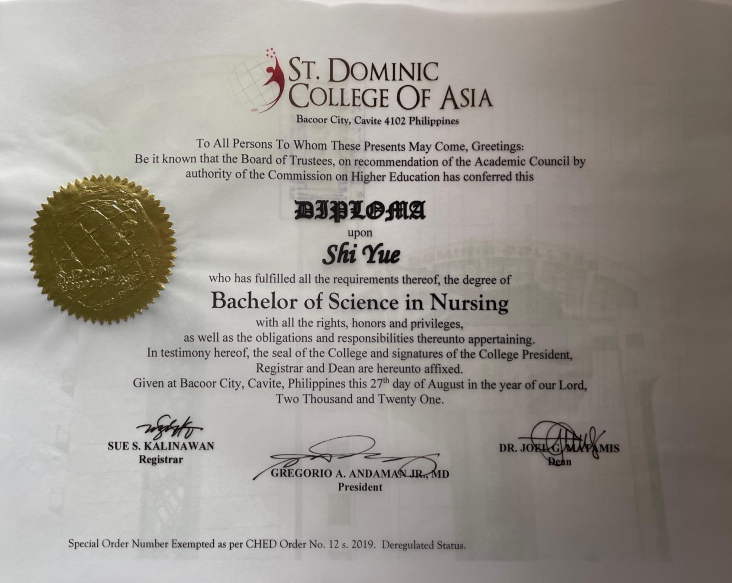 ST. DOMINIC
COLLEGE OF ASIA
Bacoor City, Cavite 4102 Philippines
To All Persons To Whom These Presents May Come, Greetings:
Be it known that the Board of Trustees, on recommendation of the Academic Council by
authority of the Commission on Higher Education has conferred this
DIPLOMA
upon
Shi Yue
who has fulfilled all the requirements thereof, the degree of
Bachelor of Science in Nursing
with all the rights, honors and privileges,
as well as the obligations and responsibilities thereunto appertaining.
In testimony hereof, the seal of the College and signatures of the College President,
Registrar and Dean are hereunto affixed.
Given at Bacoor City, Cavite, Philippines this 27th day of August in the year of our Lord,
Two Thousand and Twenty One.
SUE S. KALINAWAN
Registrar
GREGORIO A. ANDAMAN JR., MD
President
DR. JOEL G.
Dean
Special Order Number Exempted as per CHED Order No. 12 s. 2019. Deregulated Status.